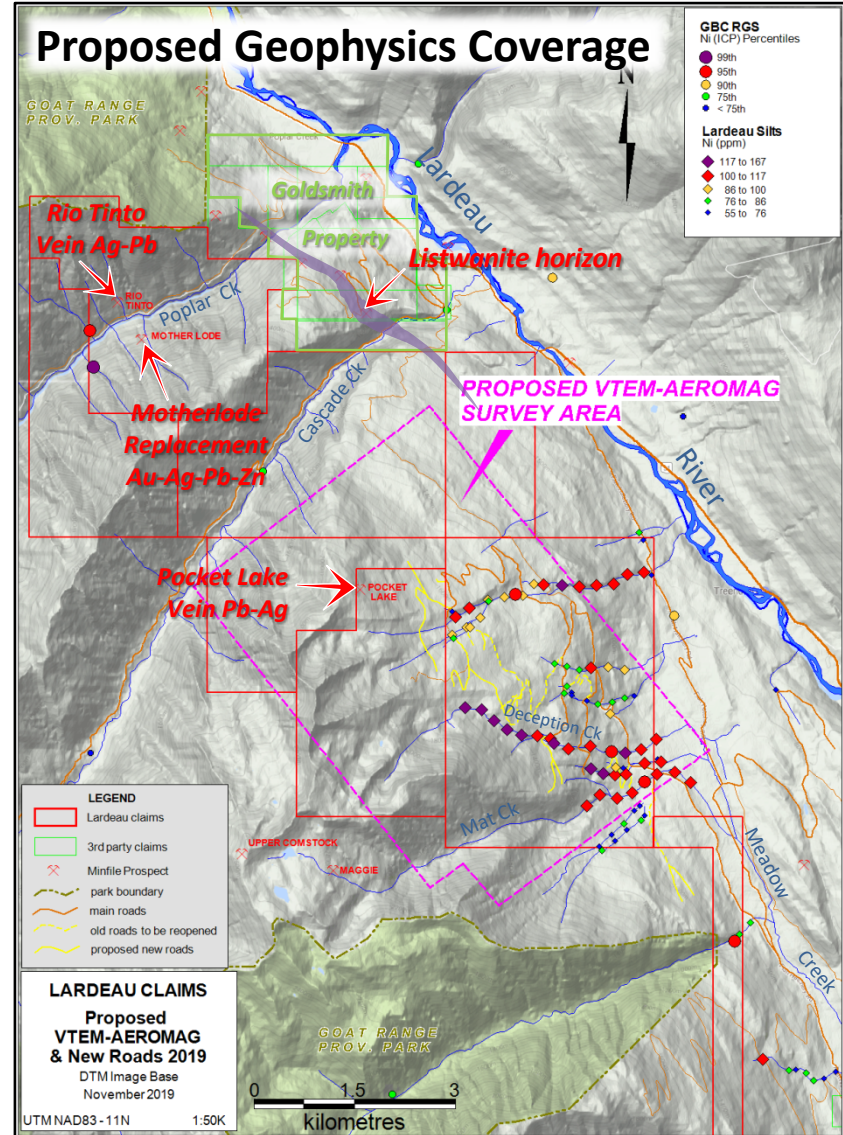 Proposed Geophysics Coverage
GBC RGS
Ni (ICP) Percentiles
99th
95th
90th
75th
< 75th
Lardeau Silts
Ni (ppm)
117 to 167
100 to 117
86 to 100
76 to 86
55 to 76
N
GOAT RANGE
PROV. PARK
Poplar Creek
Lardeau
Goldsmith
Property
Rio Tinto
Vein Ag-Pb
Listwanite horizon
RIO
TINTO
Poplar Ck
MOTHER LODE
Motherlode
Replacement
Au-Ag-Pb-Zn
Cascade Ck
PROPOSED VTEM-AEROMAG
SURVEY AREA
River
Pocket Lake
Vein Pb-Ag
POCKET
LAKE
Deception Ck
Mat Ck
UPPER COMSTOCK
MAGGIE
Meadow
Creek
LEGEND
Lardeau claims
3rd party claims
Minfile Prospect
park boundary
main roads
old roads to be reopened
proposed new roads
LARDEAU CLAIMS
Proposed
VTEM-AEROMAG
& New Roads 2019
DTM Image Base
November 2019
UTM NAD83 - 11N 1:50K
GOAT RANGE
PROV. PARK
0 1.5 3
kilometres